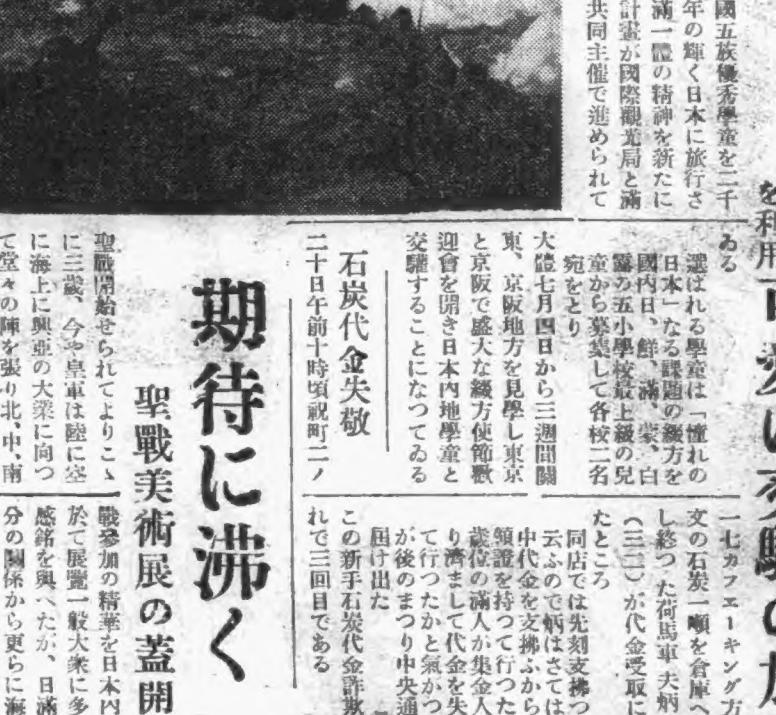 を利用
國五族優秀學童を二千
年の輝く日本に旅行さ
滿一體の精神を新たに
計畫が國際觀光局と滿
共同主催で進められて
ゐる
選ばれる學童は「憧れの
日本」なる課題の綴方を
國內日、鮮、滿、蒙、白
露の五小學校最上級の兒
童から募集して各校二名
宛をとり
大體七月四日から三週間關
東、京阪地方を見學し東京
と京阪で盛大な綴方使節歡
迎會を開き日本內地學童と
交驩することになつてゐる
石炭代金失敬
二十日午前十時頃祝町二ノ
一七カフエーキング方
文の石炭一噸を倉庫へ
し終つた荷馬車夫炳
(三二)が代金受取に
たところ
同店では先刻支拂つ
云ふので炳はさては
中代金を支拂ふから
領證を持つて行つた
歲位の滿人が集金人
り濟まして代金を失
て行つたかと氣がつ
が後のまつり中央通
屆け出た
この新手石炭代金詐欺
れで三回目である
期待に沸く
聖戰美術展の蓋開
聖戰開始せられてよりこゝ
に三歲、今や皇軍は陸に空
に海上に興亞の大業に向つ
て堂々の陣を張り北、中、南
戰參加の精華を日本內
於て展覽一般大衆に多
感銘を與へたが、日滿
分の關係から更らに海